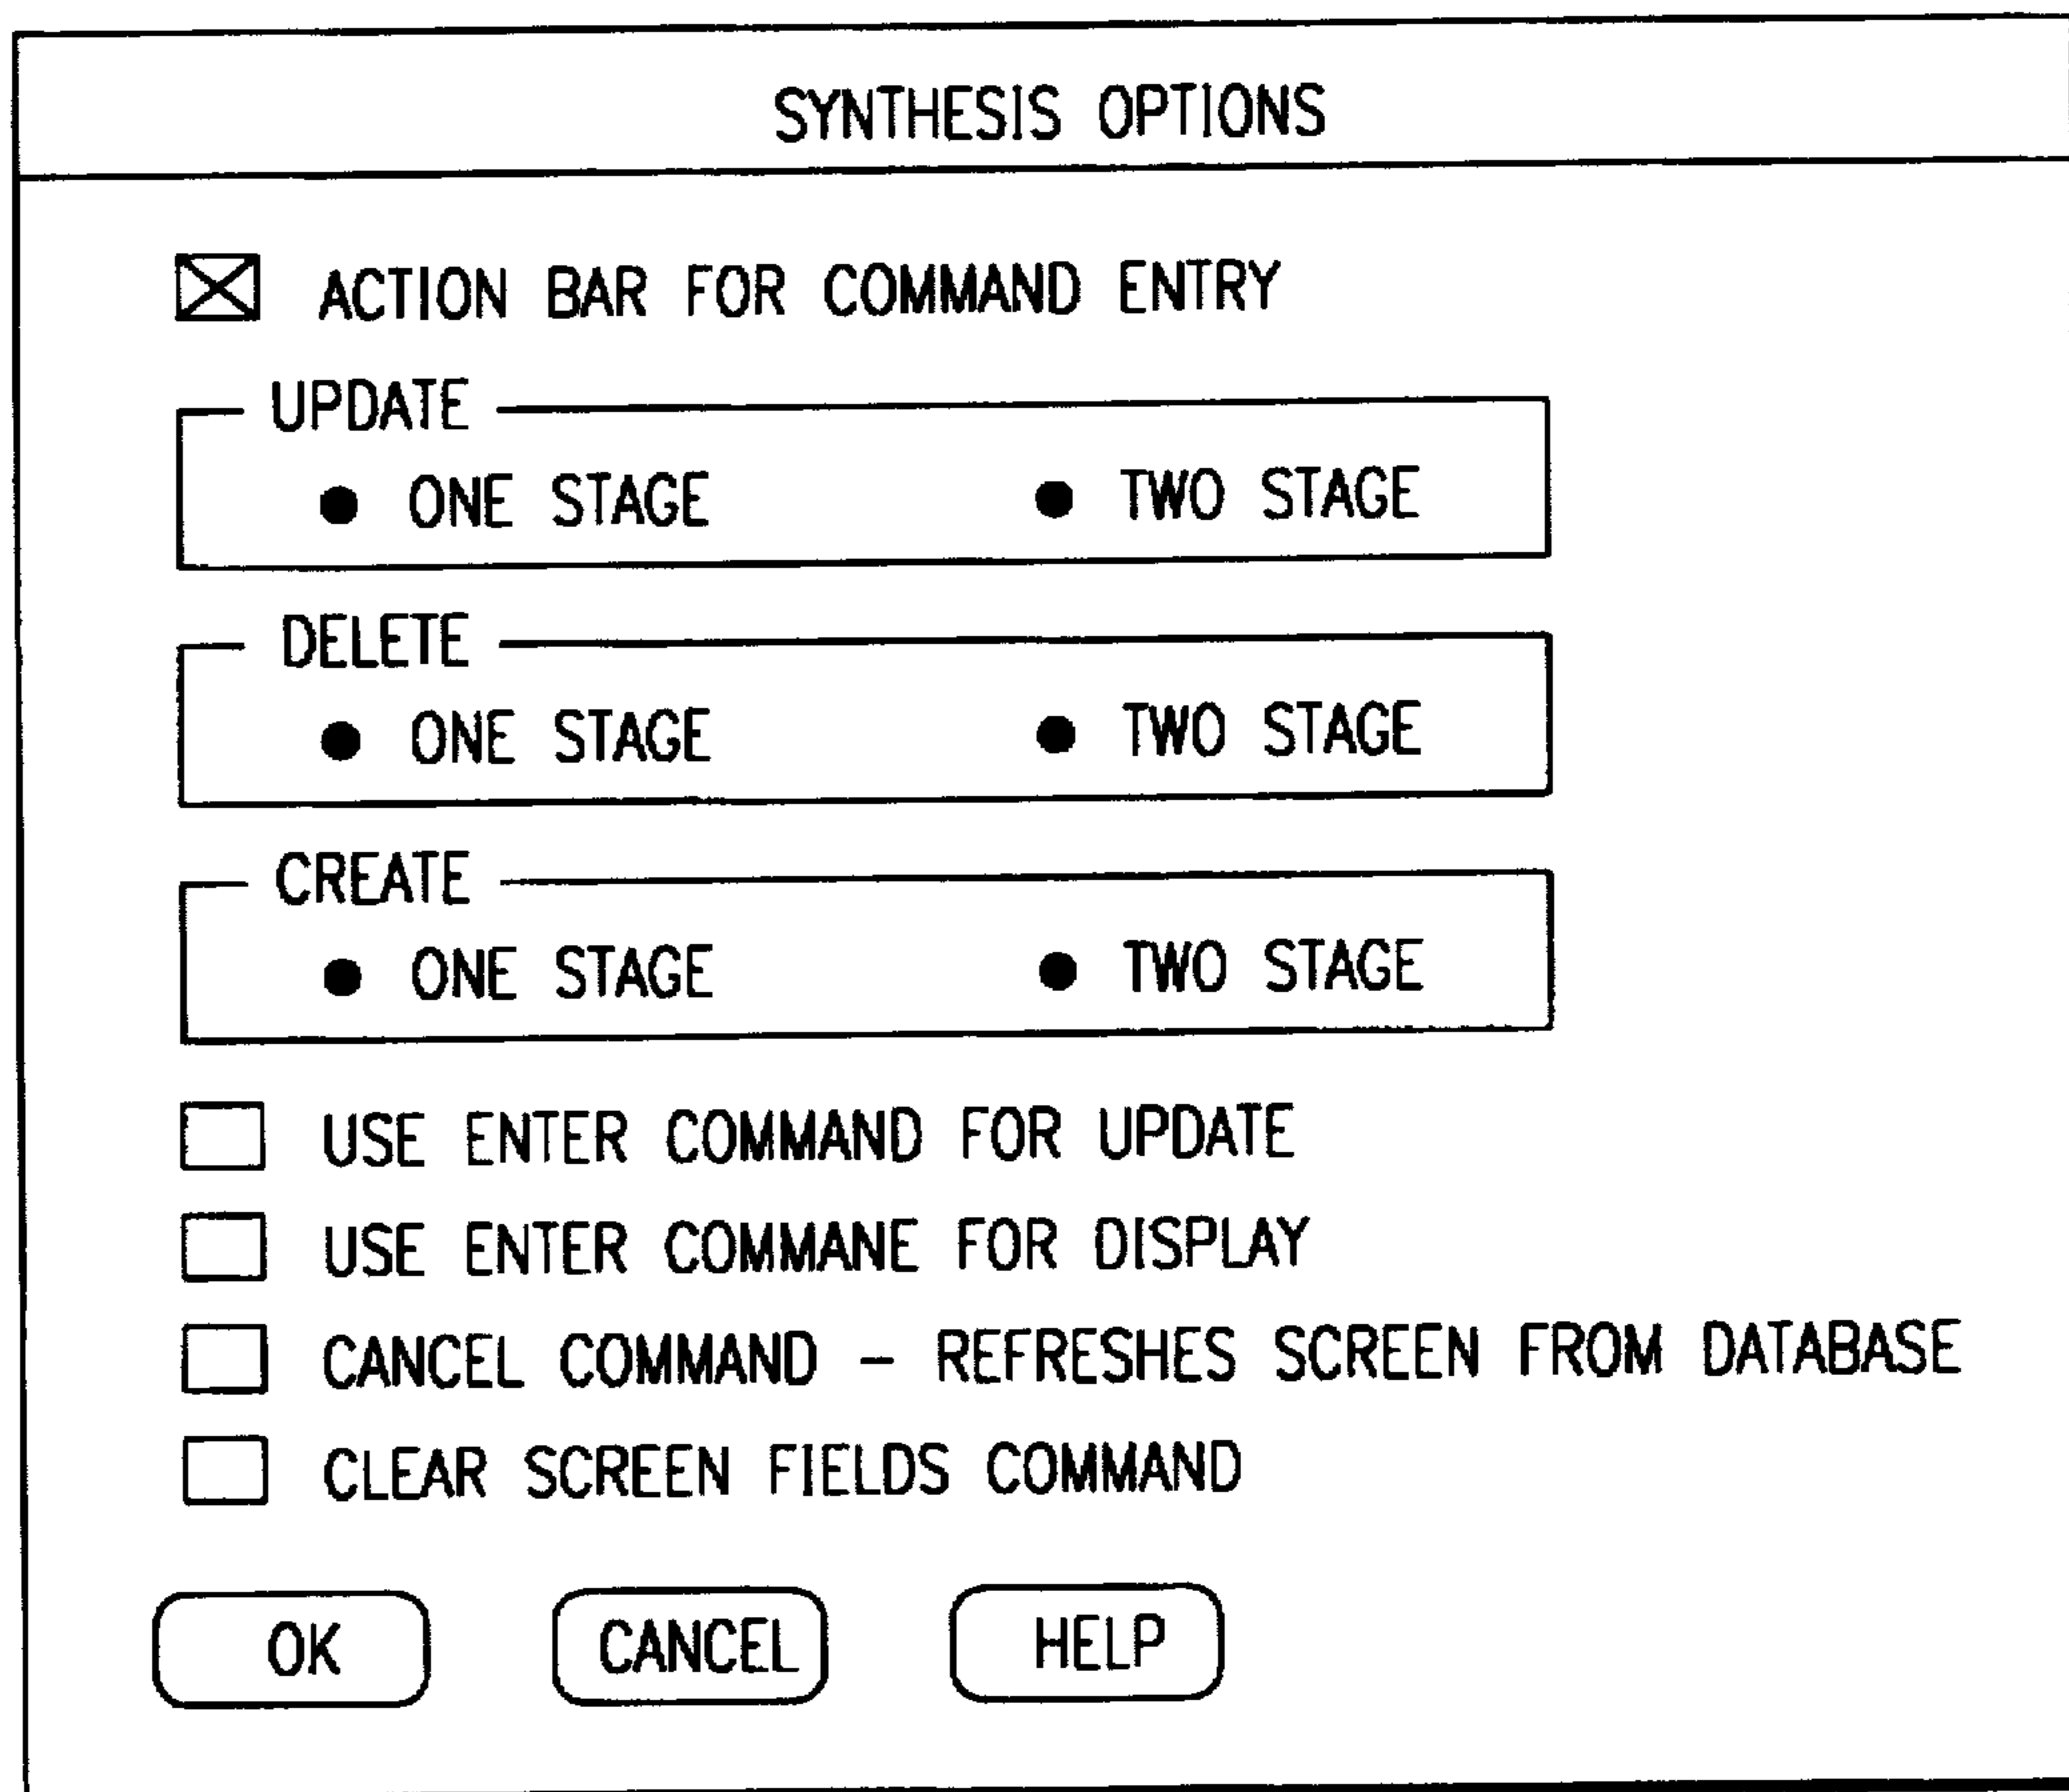 SYNTHESIS OPTIONS
ACTION BAR FOR COMMAND ENTRY
UPDATE
ONE STAGE TWO STAGE
DELETE
ONE STAGE TWO STAGE
CREATE
ONE STAGE TWO STAGE
USE ENTER COMMAND FOR UPDATE
USE ENTER COMMANE FOR DISPLAY
CANCEL COMMAND – REFRESHES SCREEN FROM DATABASE
CLEAR SCREEN FIELDS COMMAND
OK CANCEL HELP